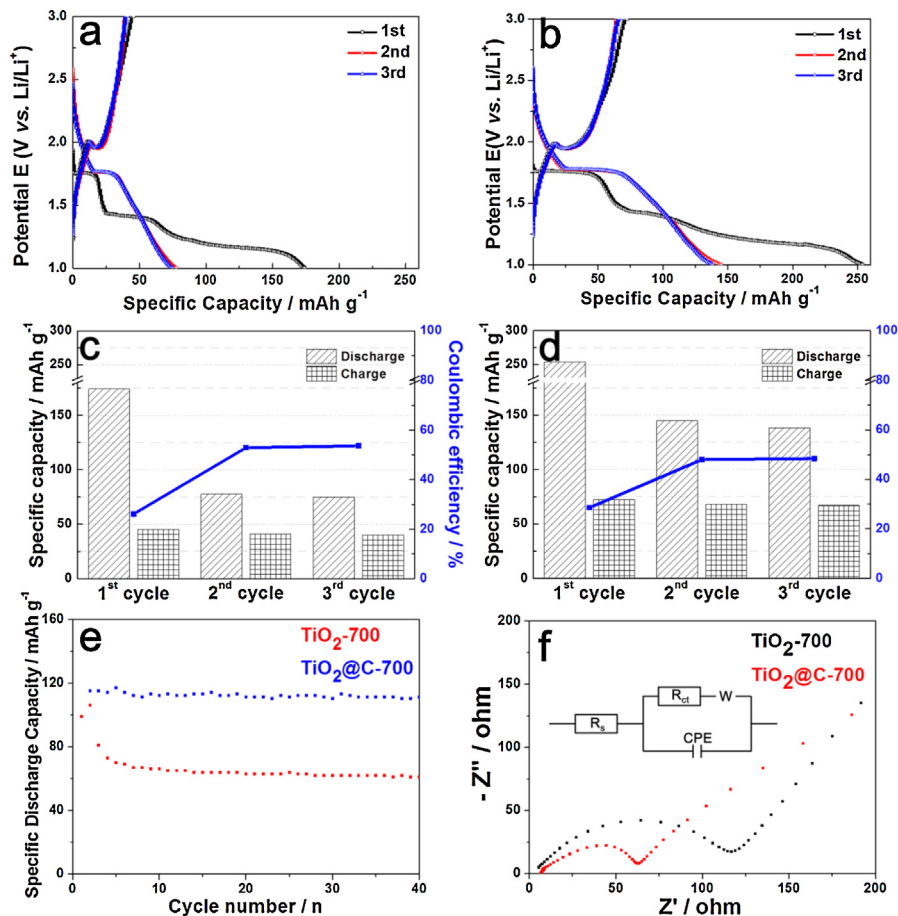 a
1st
2nd
3rd
3.0
2.5
2.0
1.5
1.0
Potential E (V vs. Li/Li⁺)
0 50 100 150 200 250
Specific Capacity / mAh g⁻¹
b
1st
2nd
3rd
3.0
2.5
2.0
1.5
1.0
Potential E(V vs. Li/Li⁺)
0 50 100 150 200 250
Specific Capacity / mAh g⁻¹
c
Discharge
Charge
300
250
150
100
50
0
Specific capacity / mAh g⁻¹
100
80
60
40
20
0
Coulombic efficiency / %
1ˢᵗ cycle 2ⁿᵈ cycle 3ʳᵈ cycle
d
Discharge
Charge
300
250
150
100
50
0
Specific capacity / mAh g⁻¹
100
80
60
40
20
0
1ˢᵗ cycle 2ⁿᵈ cycle 3ʳᵈ cycle
e
TiO₂-700
TiO₂@C-700
160
120
80
40
0
Specific Discharge Capacity / mAh g⁻¹
0 10 20 30 40
Cycle number / n
f
TiO₂-700
TiO₂@C-700
Rct W
Rs
CPE
200
150
100
50
0
- Z'' / ohm
0 50 100 150 200
Z' / ohm